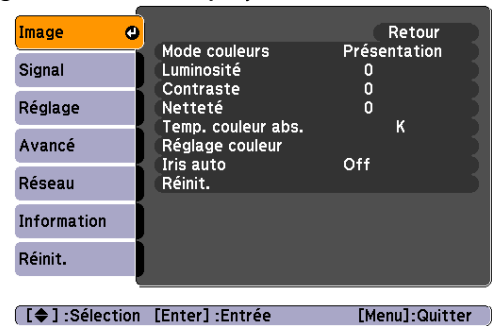 Image
Signal
Réglage
Avancé
Réseau
Information
Réinit.
Retour
Mode couleurs Présentation
Luminosité 0
Contraste 0
Netteté 0
Temp. couleur abs. K
Réglage couleur
Iris auto Off
Réinit.
[◆] :Sélection [Enter] :Entrée [Menu]:Quitter